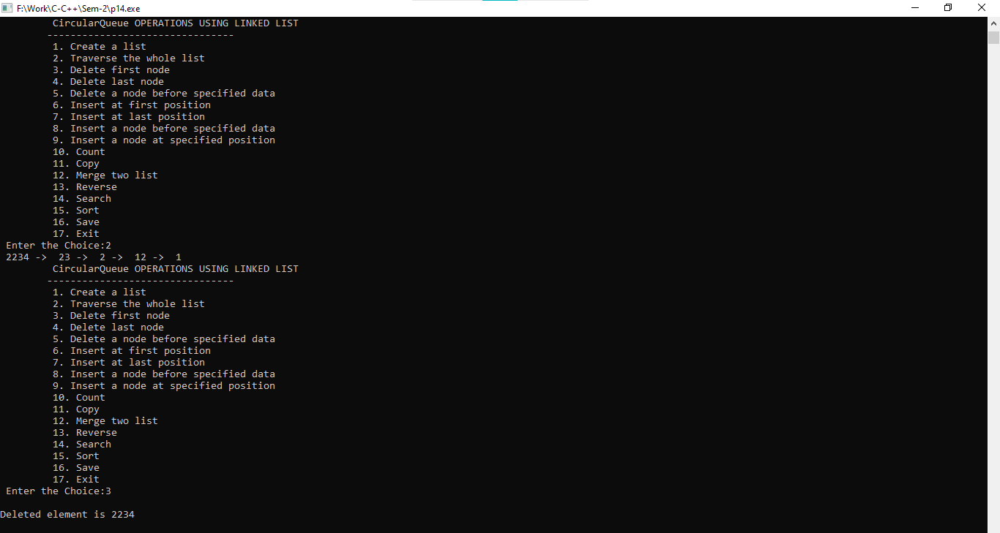 F:\Work\C-C++\Sem-2\p14.exe
CircularQueue OPERATIONS USING LINKED LIST
--------------------------------
1. Create a list
2. Traverse the whole list
3. Delete first node
4. Delete last node
5. Delete a node before specified data
6. Insert at first position
7. Insert at last position
8. Insert a node before specified data
9. Insert a node at specified position
10. Count
11. Copy
12. Merge two list
13. Reverse
14. Search
15. Sort
16. Save
17. Exit
Enter the Choice:2
2234 ->  23 ->  2 ->  12 ->  1
CircularQueue OPERATIONS USING LINKED LIST
--------------------------------
1. Create a list
2. Traverse the whole list
3. Delete first node
4. Delete last node
5. Delete a node before specified data
6. Insert at first position
7. Insert at last position
8. Insert a node before specified data
9. Insert a node at specified position
10. Count
11. Copy
12. Merge two list
13. Reverse
14. Search
15. Sort
16. Save
17. Exit
Enter the Choice:3
Deleted element is 2234